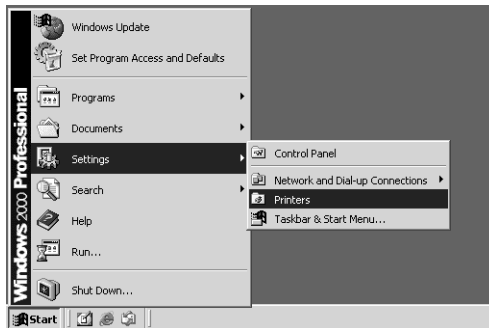 Windows Update
Set Program Access and Defaults
Programs
Documents
Settings
Search
Help
Run...
Shut Down...
Control Panel
Network and Dial-up Connections
Printers
Taskbar & Start Menu...
Windows 2000 Professional
Start